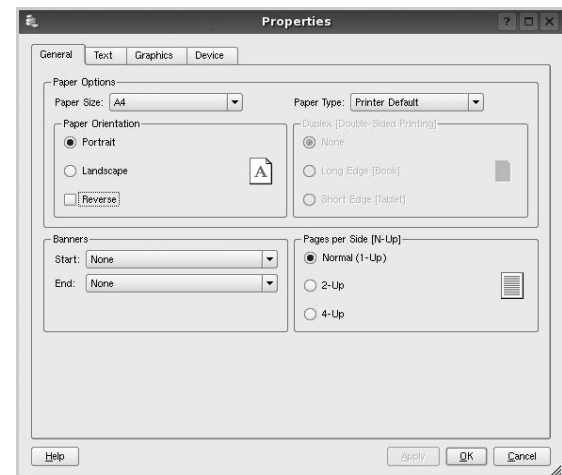 Properties
General Text Graphics Device
Paper Options
Paper Size: A4
Paper Type: Printer Default
Paper Orientation
Portrait
Landscape
Reverse
A
Duplex [Double-Sided Printing]
None
Long Edge [Book]
Short Edge [Tablet]
Banners
Start: None
End: None
Pages per Side [N-Up]
Normal (1-Up)
2-Up
4-Up
Help Apply OK Cancel